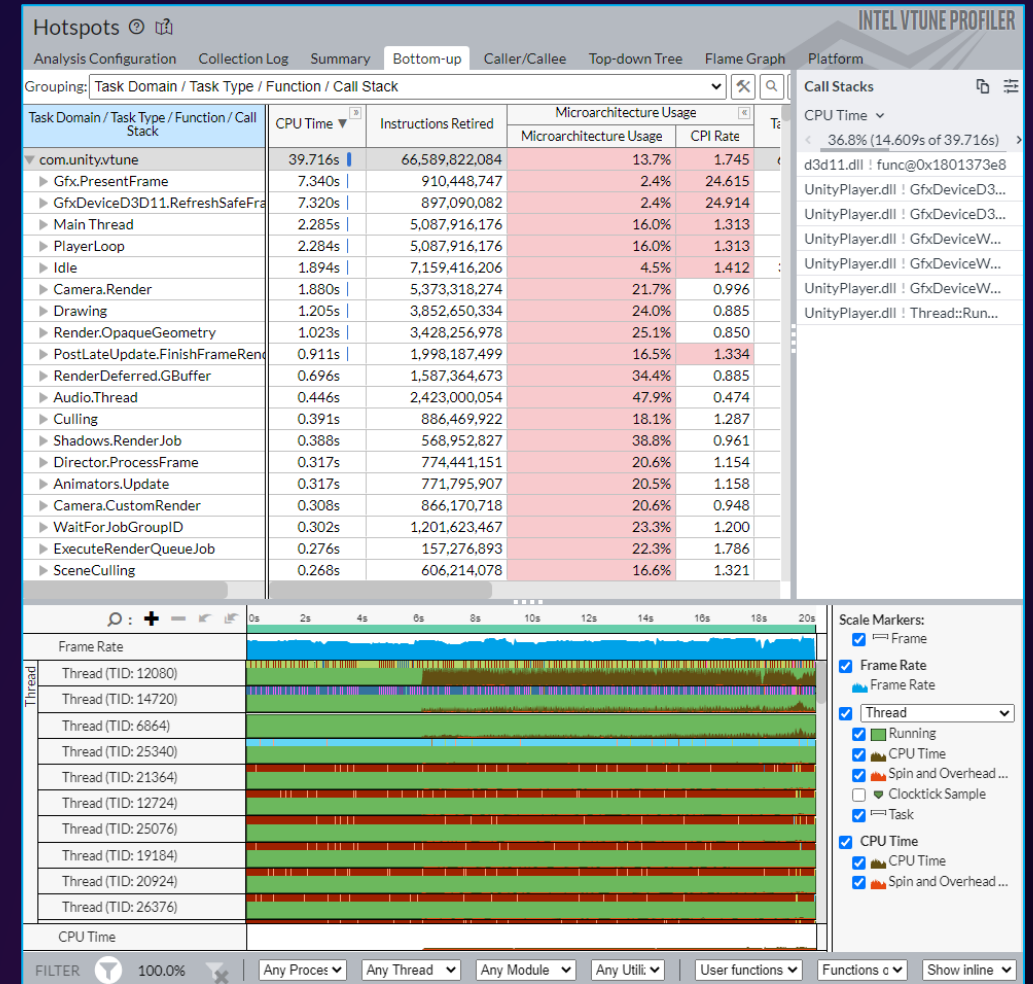 INTEL VTUNE PROFILER
Hotspots
Analysis Configuration Collection Log Summary Bottom-up Caller/Callee Top-down Tree Flame Graph Platform
Grouping: Task Domain / Task Type / Function / Call Stack
Task Domain / Task Type / Function / Call Stack CPU Time Instructions Retired Microarchitecture Usage
Microarchitecture Usage CPI Rate
com.unity.vtune 39.716s 66,589,822,084 13.7% 1.745
Gfx.PresentFrame 7.340s 910,448,747 2.4% 24.615
GfxDeviceD3D11.RefreshSafeFra 7.320s 897,090,082 2.4% 24.914
Main Thread 2.285s 5,087,916,176 16.0% 1.313
PlayerLoop 2.284s 5,087,916,176 16.0% 1.313
Idle 1.894s 7,159,416,206 4.5% 1.412
Camera.Render 1.880s 5,373,318,274 21.7% 0.996
Drawing 1.205s 3,852,650,334 24.0% 0.885
Render.OpaqueGeometry 1.023s 3,428,256,978 25.1% 0.850
PostLateUpdate.FinishFrameRend 0.911s 1,998,187,499 16.5% 1.334
RenderDeferred.GBuffer 0.696s 1,587,364,673 34.4% 0.885
Audio.Thread 0.446s 2,423,000,054 47.9% 0.474
Culling 0.391s 886,469,922 18.1% 1.287
Shadows.RenderJob 0.388s 568,952,827 38.8% 0.961
Director.ProcessFrame 0.317s 774,441,151 20.6% 1.154
Animators.Update 0.317s 771,795,907 20.5% 1.158
Camera.CustomRender 0.308s 866,170,718 20.6% 0.948
WaitForJobGroupID 0.302s 1,201,623,467 23.3% 1.200
ExecuteRenderQueueJob 0.276s 157,276,893 22.3% 1.786
SceneCulling 0.268s 606,214,078 16.6% 1.321
Call Stacks
CPU Time
36.8% (14.609s of 39.716s)
d3d11.dll ! func@0x1801373e8
UnityPlayer.dll ! GfxDeviceD3...
UnityPlayer.dll ! GfxDeviceD3...
UnityPlayer.dll ! GfxDeviceW...
UnityPlayer.dll ! GfxDeviceW...
UnityPlayer.dll ! GfxDeviceW...
UnityPlayer.dll ! Thread::Run...
0s 2s 4s 6s 8s 10s 12s 14s 16s 18s 20s
Frame Rate
Thread
Thread (TID: 12080)
Thread (TID: 14720)
Thread (TID: 6864)
Thread (TID: 25340)
Thread (TID: 21364)
Thread (TID: 12724)
Thread (TID: 25076)
Thread (TID: 19184)
Thread (TID: 20924)
Thread (TID: 26376)
CPU Time
Scale Markers:
Frame
Frame Rate
Frame Rate
Thread
Running
CPU Time
Spin and Overhead ...
Clocktick Sample
Task
CPU Time
CPU Time
Spin and Overhead ...
FILTER 100.0% Any Proces Any Thread Any Module Any Utili User functions Functions o Show inline